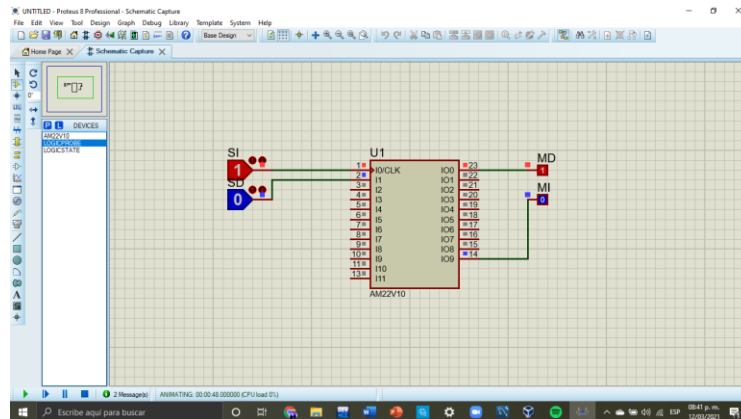 UNTITLED - Proteus 8 Professional - Schematic Capture
File Edit View Tool Design Graph Debug Library Template System Help
Base Design
Home Page X Schematic Capture X
0°
P L DEVICES
AM22V10
LOGICPROBE
LOGICSTATE
SI
1
SD
0
U1
1 I0/CLK IO0 23
2 I1 IO1 22
3 I2 IO2 21
4 I3 IO3 20
5 I4 IO4 19
6 I5 IO5 18
7 I6 IO6 17
8 I7 IO7 16
9 I8 IO8 15
10 I9 IO9 14
11 I10
13 I11
AM22V10
MD
1
MI
0
2 Message(s) ANIMATING: 00:00:48.000000 (CPU load 0%)
Escribe aquí para buscar
ESP
08:41 p. m.
12/03/2021